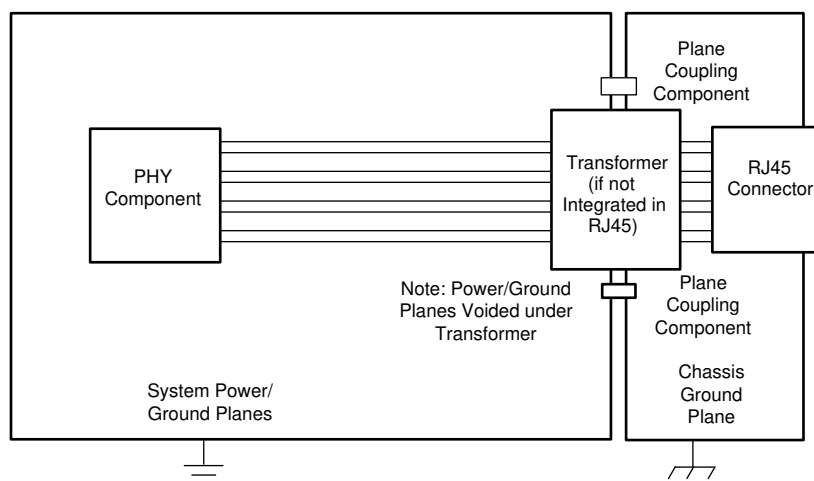 Plane
Coupling
Component
PHY
Component
Transformer
(if not
Integrated in
RJ45)
RJ45
Connector
Note: Power/Ground
Planes Voided under
Transformer
Plane
Coupling
Component
System Power/
Ground Planes
Chassis
Ground
Plane